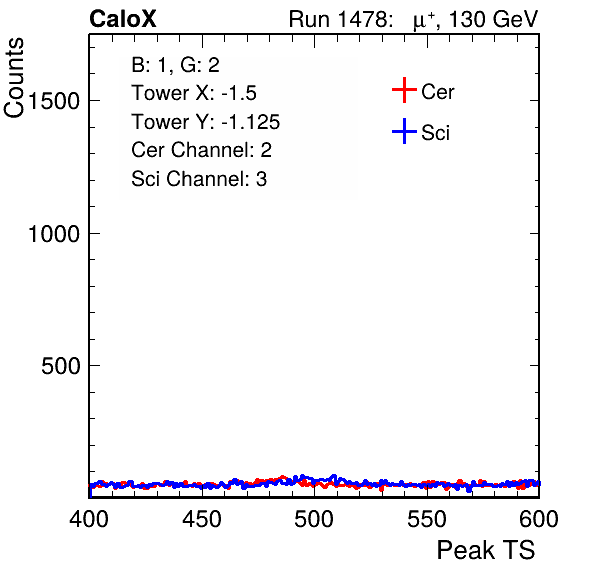 CaloX Run 1478: μ⁺, 130 GeV
Counts
B: 1, G: 2
Tower X: -1.5
Tower Y: -1.125
Cer Channel: 2
Sci Channel: 3
Cer
Sci
1500
1000
500
400 450 500 550 600
Peak TS